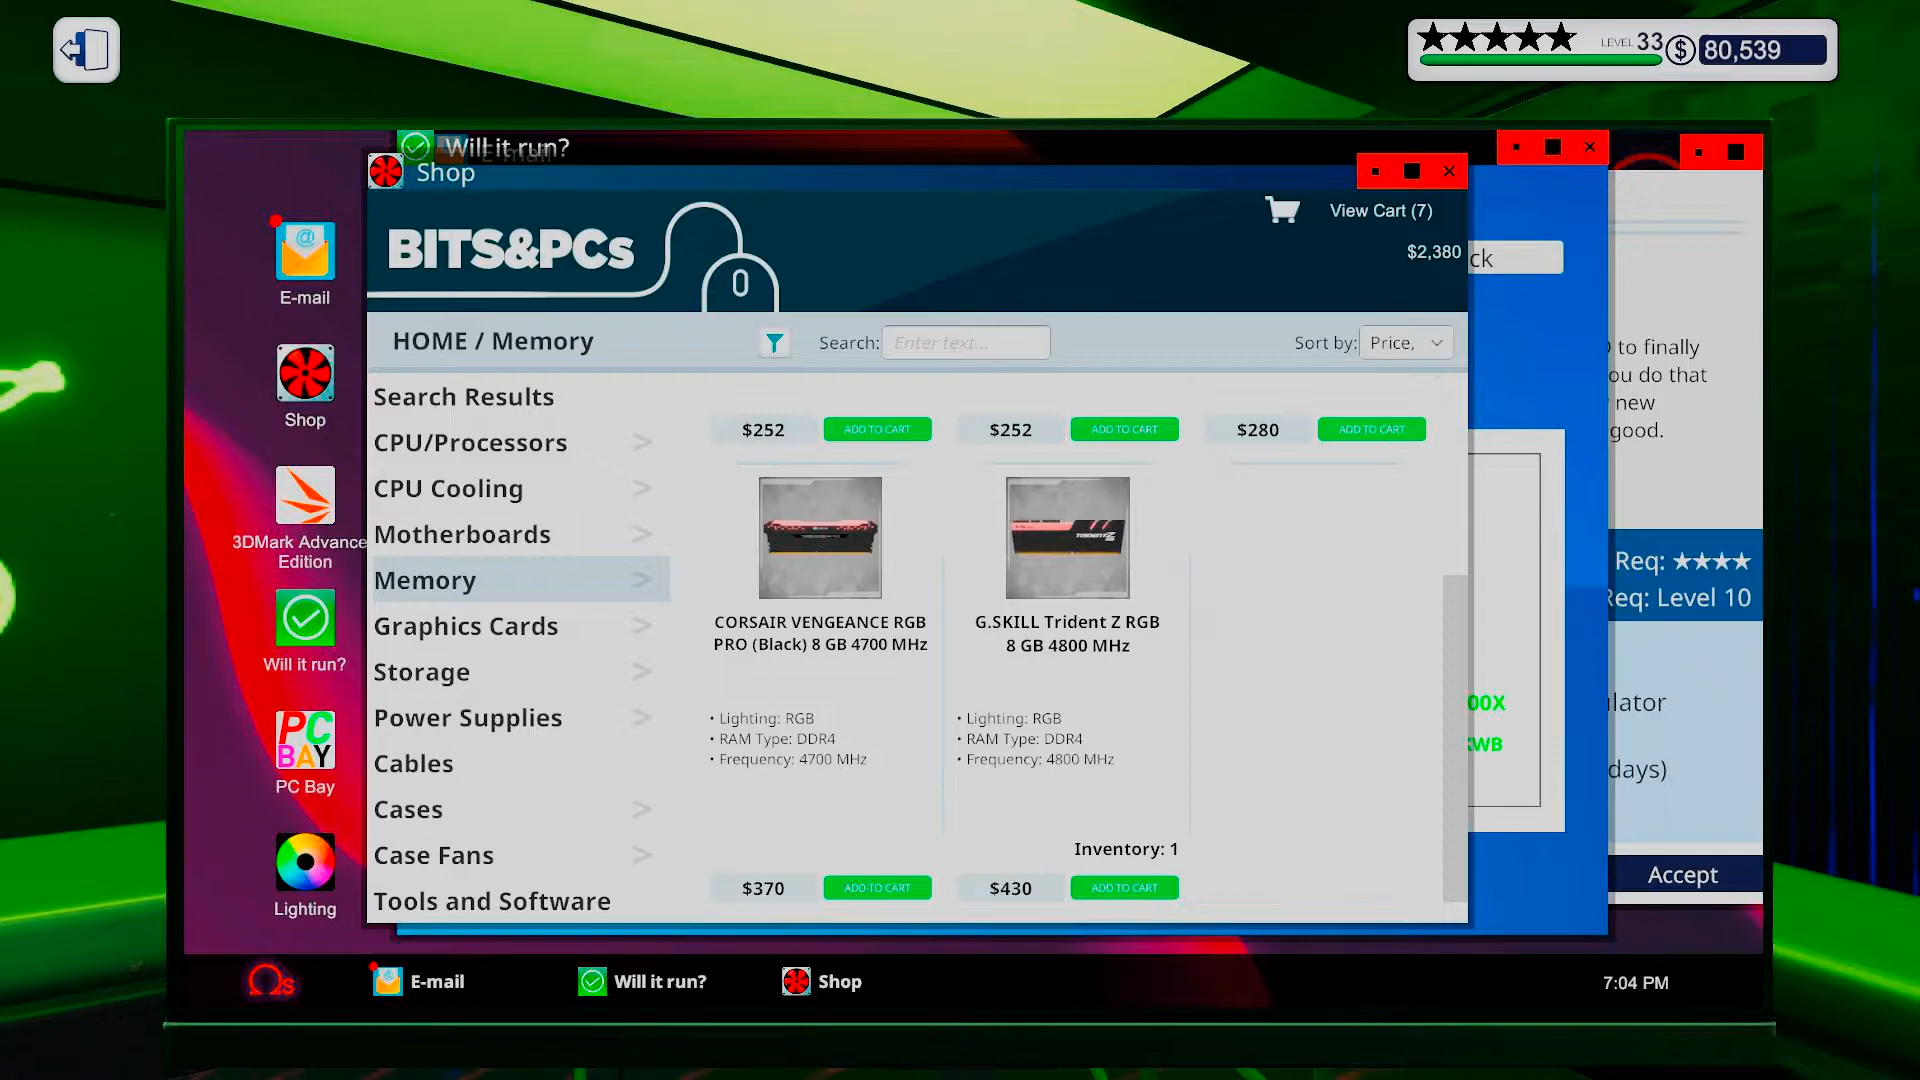 LEVEL 33
$ 80,539
Will it run?
Shop
View Cart (7)
$2,380
BITS&PCs
HOME / Memory
Search:
Enter text...
Sort by:
Price,
Search Results
CPU/Processors >
CPU Cooling >
Motherboards >
Memory >
Graphics Cards >
Storage >
Power Supplies >
Cables
Cases >
Case Fans >
Tools and Software
$252
ADD TO CART
$252
ADD TO CART
$280
ADD TO CART
CORSAIR VENGEANCE RGB
PRO (Black) 8 GB 4700 MHz
• Lighting: RGB
• RAM Type: DDR4
• Frequency: 4700 MHz
$370
ADD TO CART
TRIDENT Z
G.SKILL Trident Z RGB
8 GB 4800 MHz
• Lighting: RGB
• RAM Type: DDR4
• Frequency: 4800 MHz
Inventory: 1
$430
ADD TO CART
E-mail
Shop
3DMark Advance
Edition
Will it run?
PC
BAY
PC Bay
Lighting
ck
00X
WB
to finally
ou do that
new
good.
Req: ★★★★
Req: Level 10
ulator
days)
Accept
Ωs
E-mail
Will it run?
Shop
7:04 PM